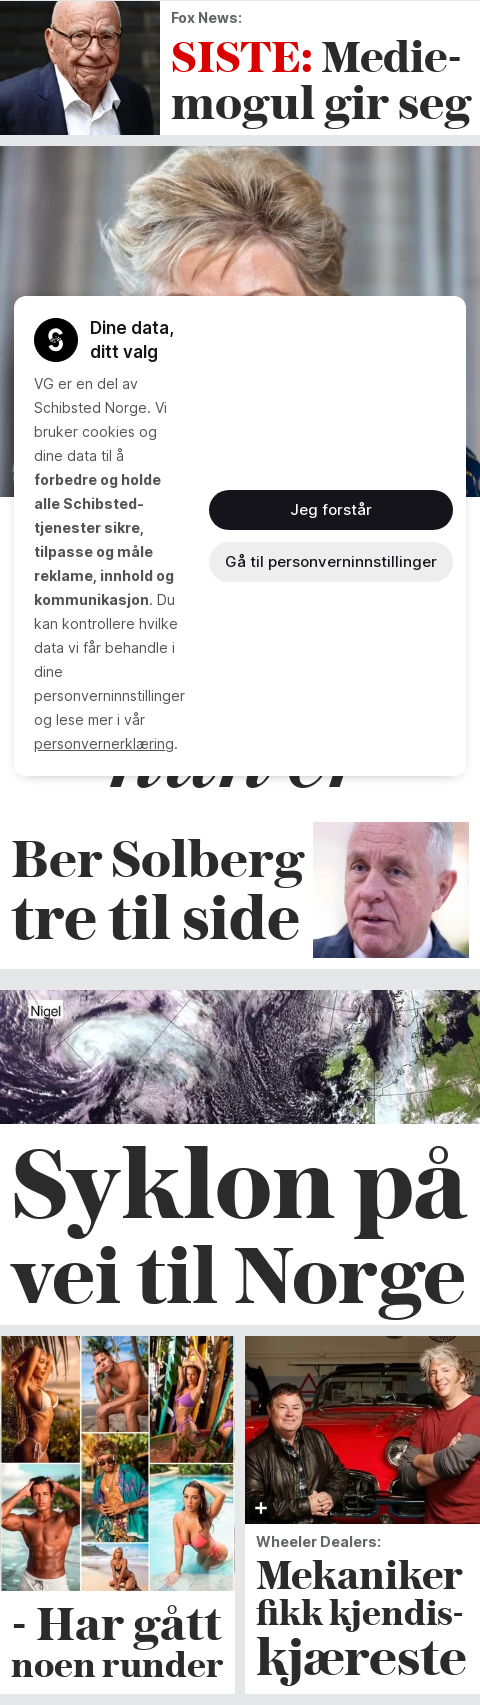 Fox News:
SISTE: Medie-
mogul gir seg
Dine data,
ditt valg
VG er en del av
Schibsted Norge. Vi
bruker cookies og
dine data til å
forbedre og holde
alle Schibsted-
tjenester sikre,
tilpasse og måle
reklame, innhold og
kommunikasjon. Du
kan kontrollere hvilke
data vi får behandle i
dine
personverninnstillinger
og lese mer i vår
personvernerklæring.
Jeg forstår
Gå til personverninnstillinger
Ber Solberg
tre til side
Nigel
Syklon på
vei til Norge
- Har gått
noen runder
Wheeler Dealers:
Mekaniker
fikk kjendis-
kjæreste